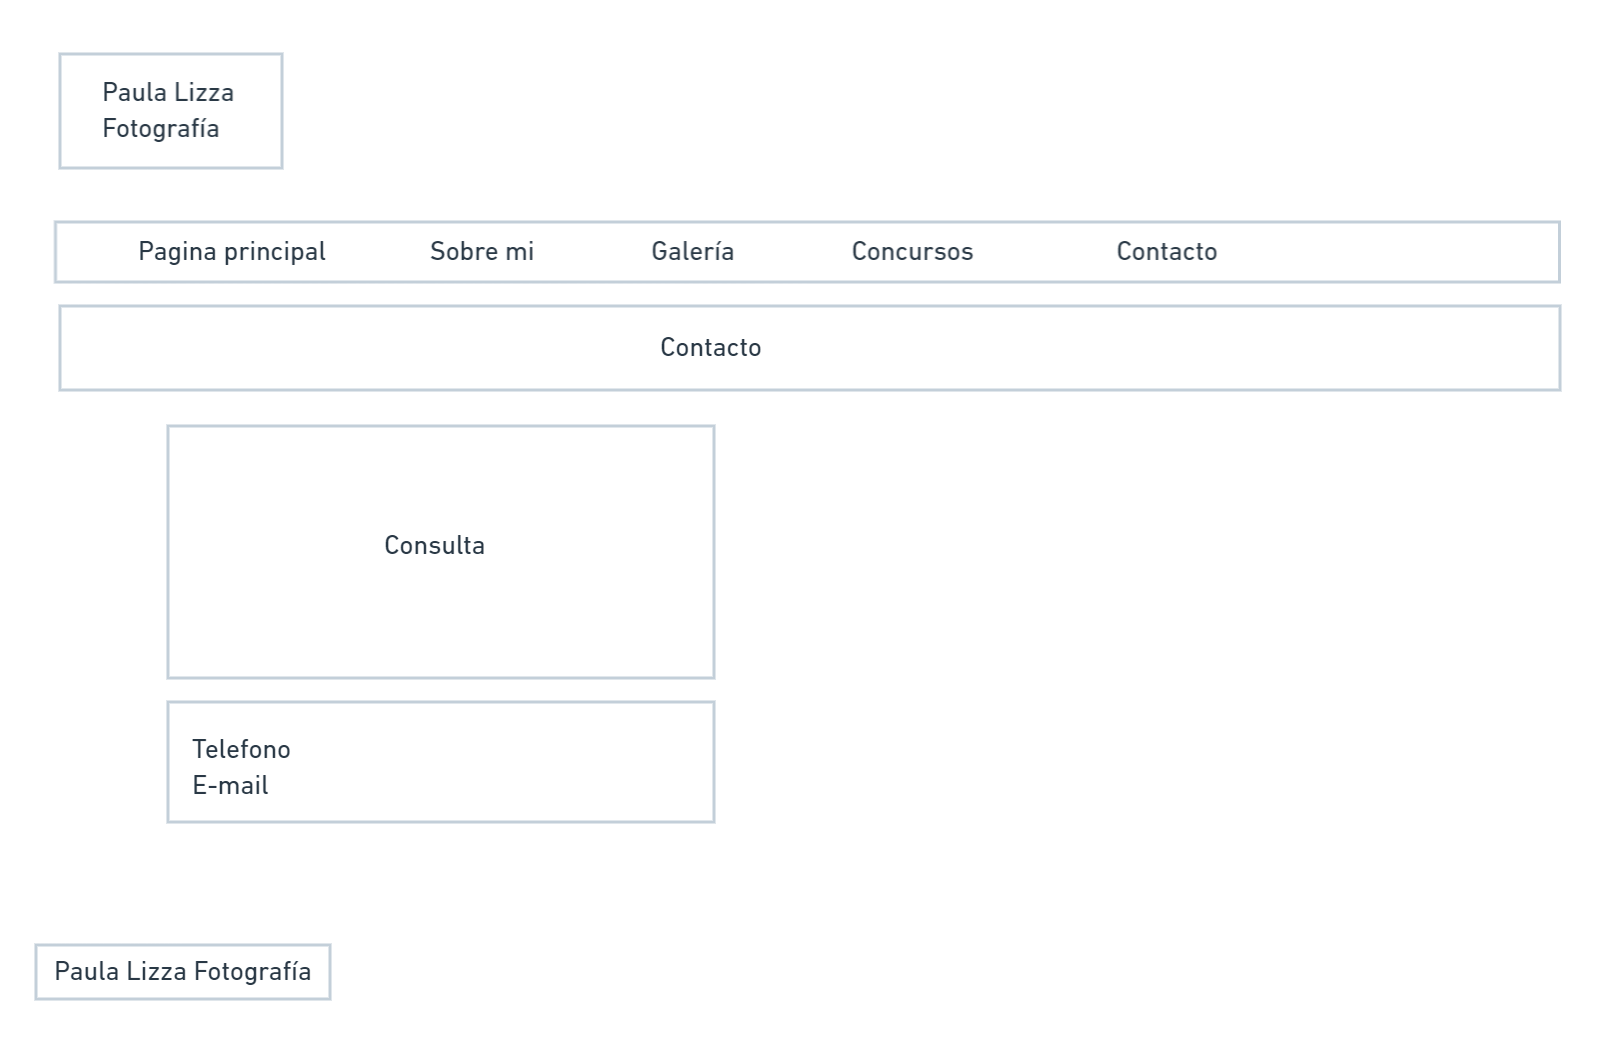 Paula Lizza
Fotografía
Pagina principal Sobre mi Galería Concursos Contacto
Contacto
Consulta
Telefono
E-mail
Paula Lizza Fotografía